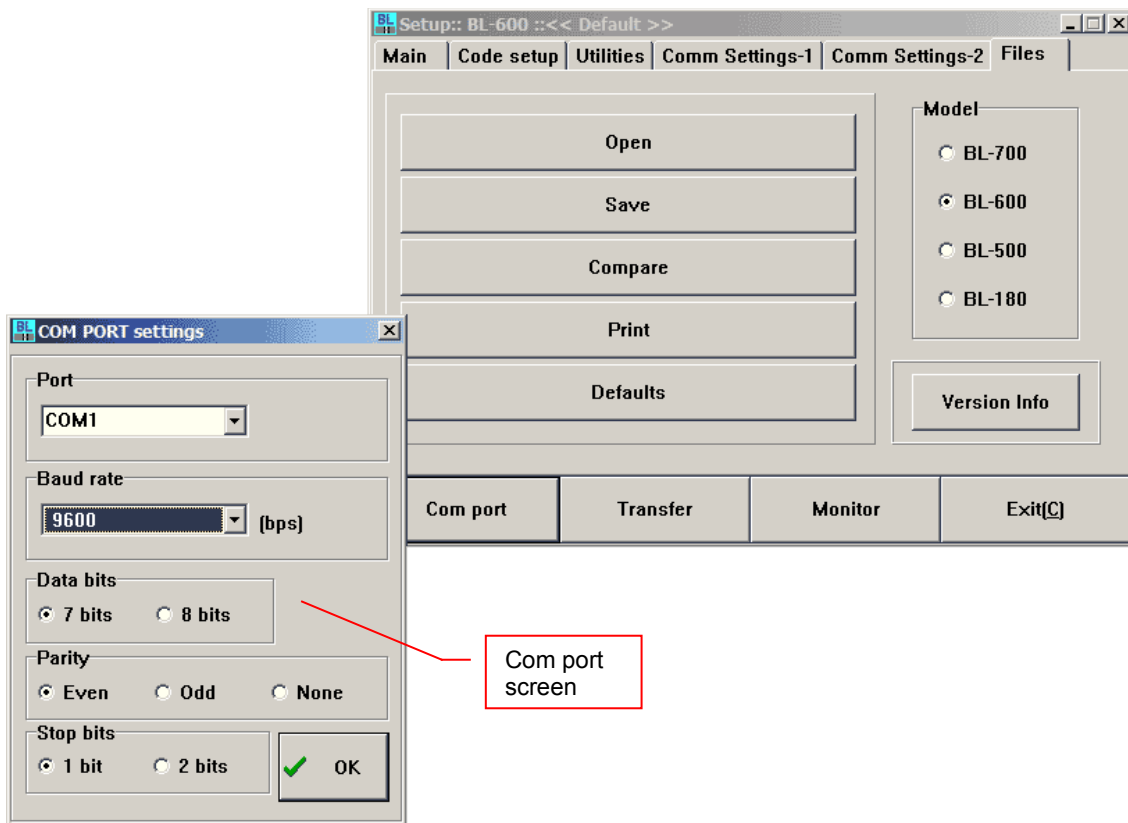 BL
Setup:: BL-600 ::<< Default >>
Main Code setup Utilities Comm Settings-1 Comm Settings-2 Files
Open
Save
Compare
Print
Defaults
Model
BL-700
BL-600
BL-500
BL-180
Version Info
Com port Transfer Monitor Exit(C)
BL
COM PORT settings
Port
COM1
Baud rate
9600 (bps)
Data bits
7 bits 8 bits
Parity
Even Odd None
Stop bits
1 bit 2 bits
OK
Com port
screen